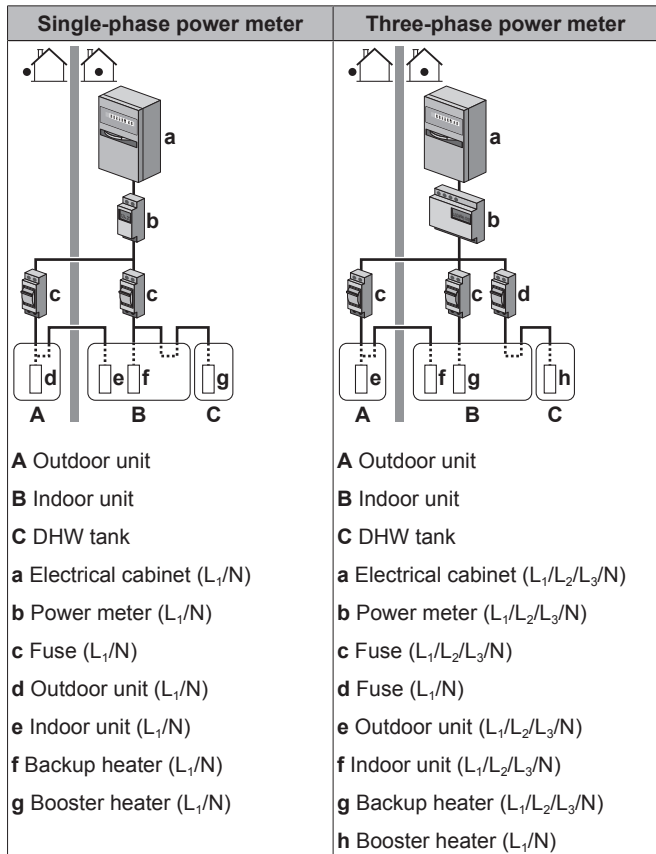 Single-phase power meter
Three-phase power meter
a
b
c
c
d
e
f
g
A
B
C
a
b
c
c
d
e
f
g
h
A
B
C
A Outdoor unit
B Indoor unit
C DHW tank
a Electrical cabinet (L₁/N)
b Power meter (L₁/N)
c Fuse (L₁/N)
d Outdoor unit (L₁/N)
e Indoor unit (L₁/N)
f Backup heater (L₁/N)
g Booster heater (L₁/N)
A Outdoor unit
B Indoor unit
C DHW tank
a Electrical cabinet (L₁/L₂/L₃/N)
b Power meter (L₁/L₂/L₃/N)
c Fuse (L₁/L₂/L₃/N)
d Fuse (L₁/N)
e Outdoor unit (L₁/L₂/L₃/N)
f Indoor unit (L₁/L₂/L₃/N)
g Backup heater (L₁/L₂/L₃/N)
h Booster heater (L₁/N)